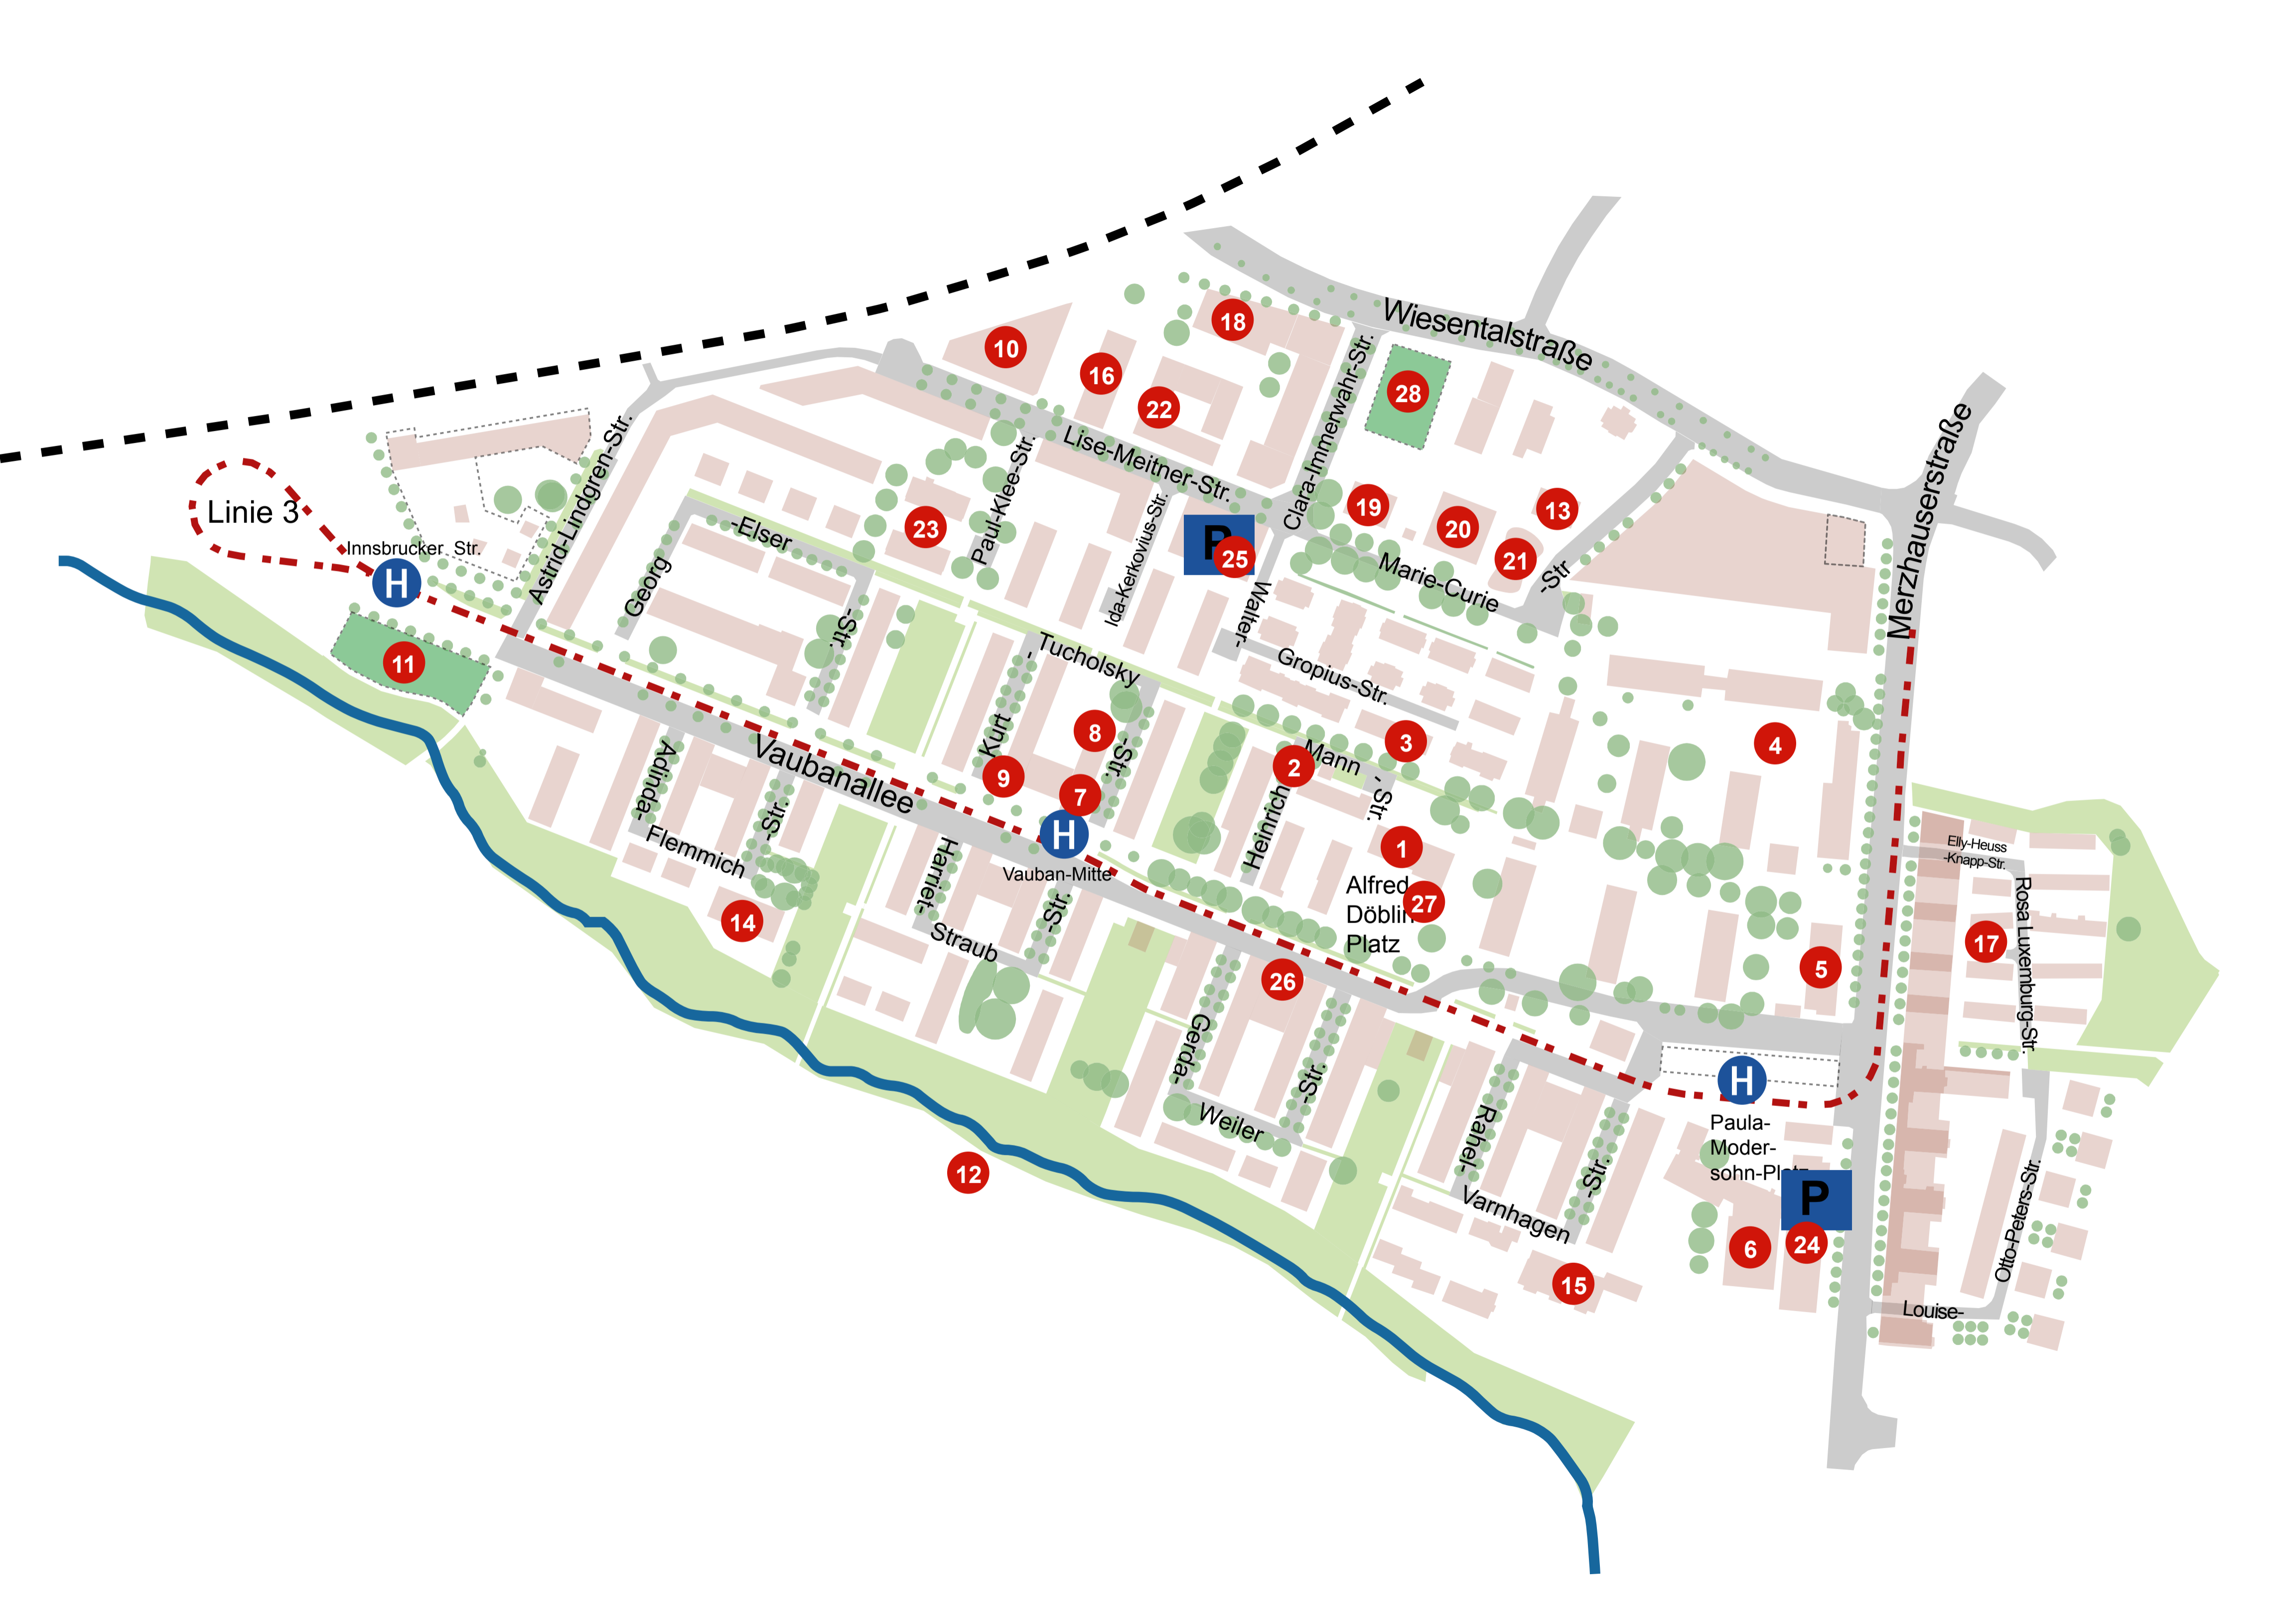 Wiesentalstraße
18
10
16
22
28
Clara-Immerwahr-Str.
Merzhauserstraße
Lise-Meitner-Str.
Astrid-Lindgren-Str.
Paul-Klee-Str.
Ida-Kerkovius-Str.
Linie 3
Innsbrucker Str.
H
23
-Elser
Georg
-Str.
P
25
19
20
13
21
Marie-Curie
-Str
Walter-
Gropius-Str.
11
Tucholsky
-
Kurt
-Str.
8
9
7
H
Vauban-Mitte
Vaubanallee
3
2
Mann
- Str.
Heinrich
4
1
Alfred
Döblin
Platz
27
5
Elly-Heuss
-Knapp-Str.
Rosa Luxemburg-Str.
17
Adinda-
Flemmich
-Str.
14
Harriet-
Straub
-Str.
26
Gerda-
Weiler
-Str.
12
H
Paula-
Moder-
sohn-Platz
P
24
6
Rahel-
Varnhagen
-Str.
15
Otto-Peters-Str.
Louise-